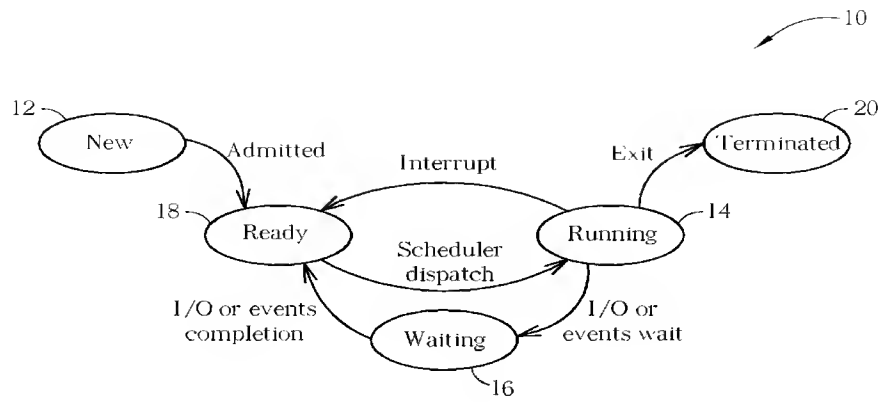 10
12
20
New
Terminated
Admitted
Exit
Interrupt
18
14
Ready
Running
Scheduler
dispatch
I/O or events
completion
I/O or
events wait
Waiting
16